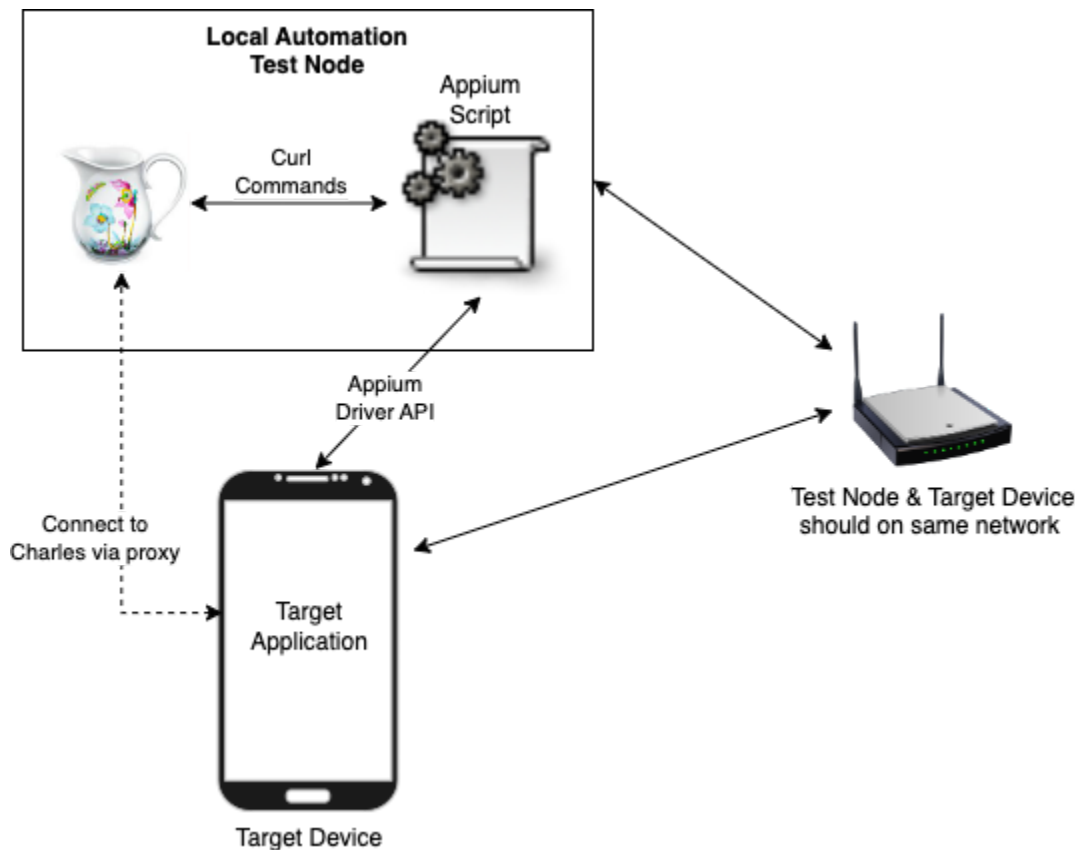 Local Automation
Test Node
Appium
Script
Curl
Commands
Appium
Driver API
Connect to
Charles via proxy
Target
Application
Target Device
Test Node & Target Device
should on same network